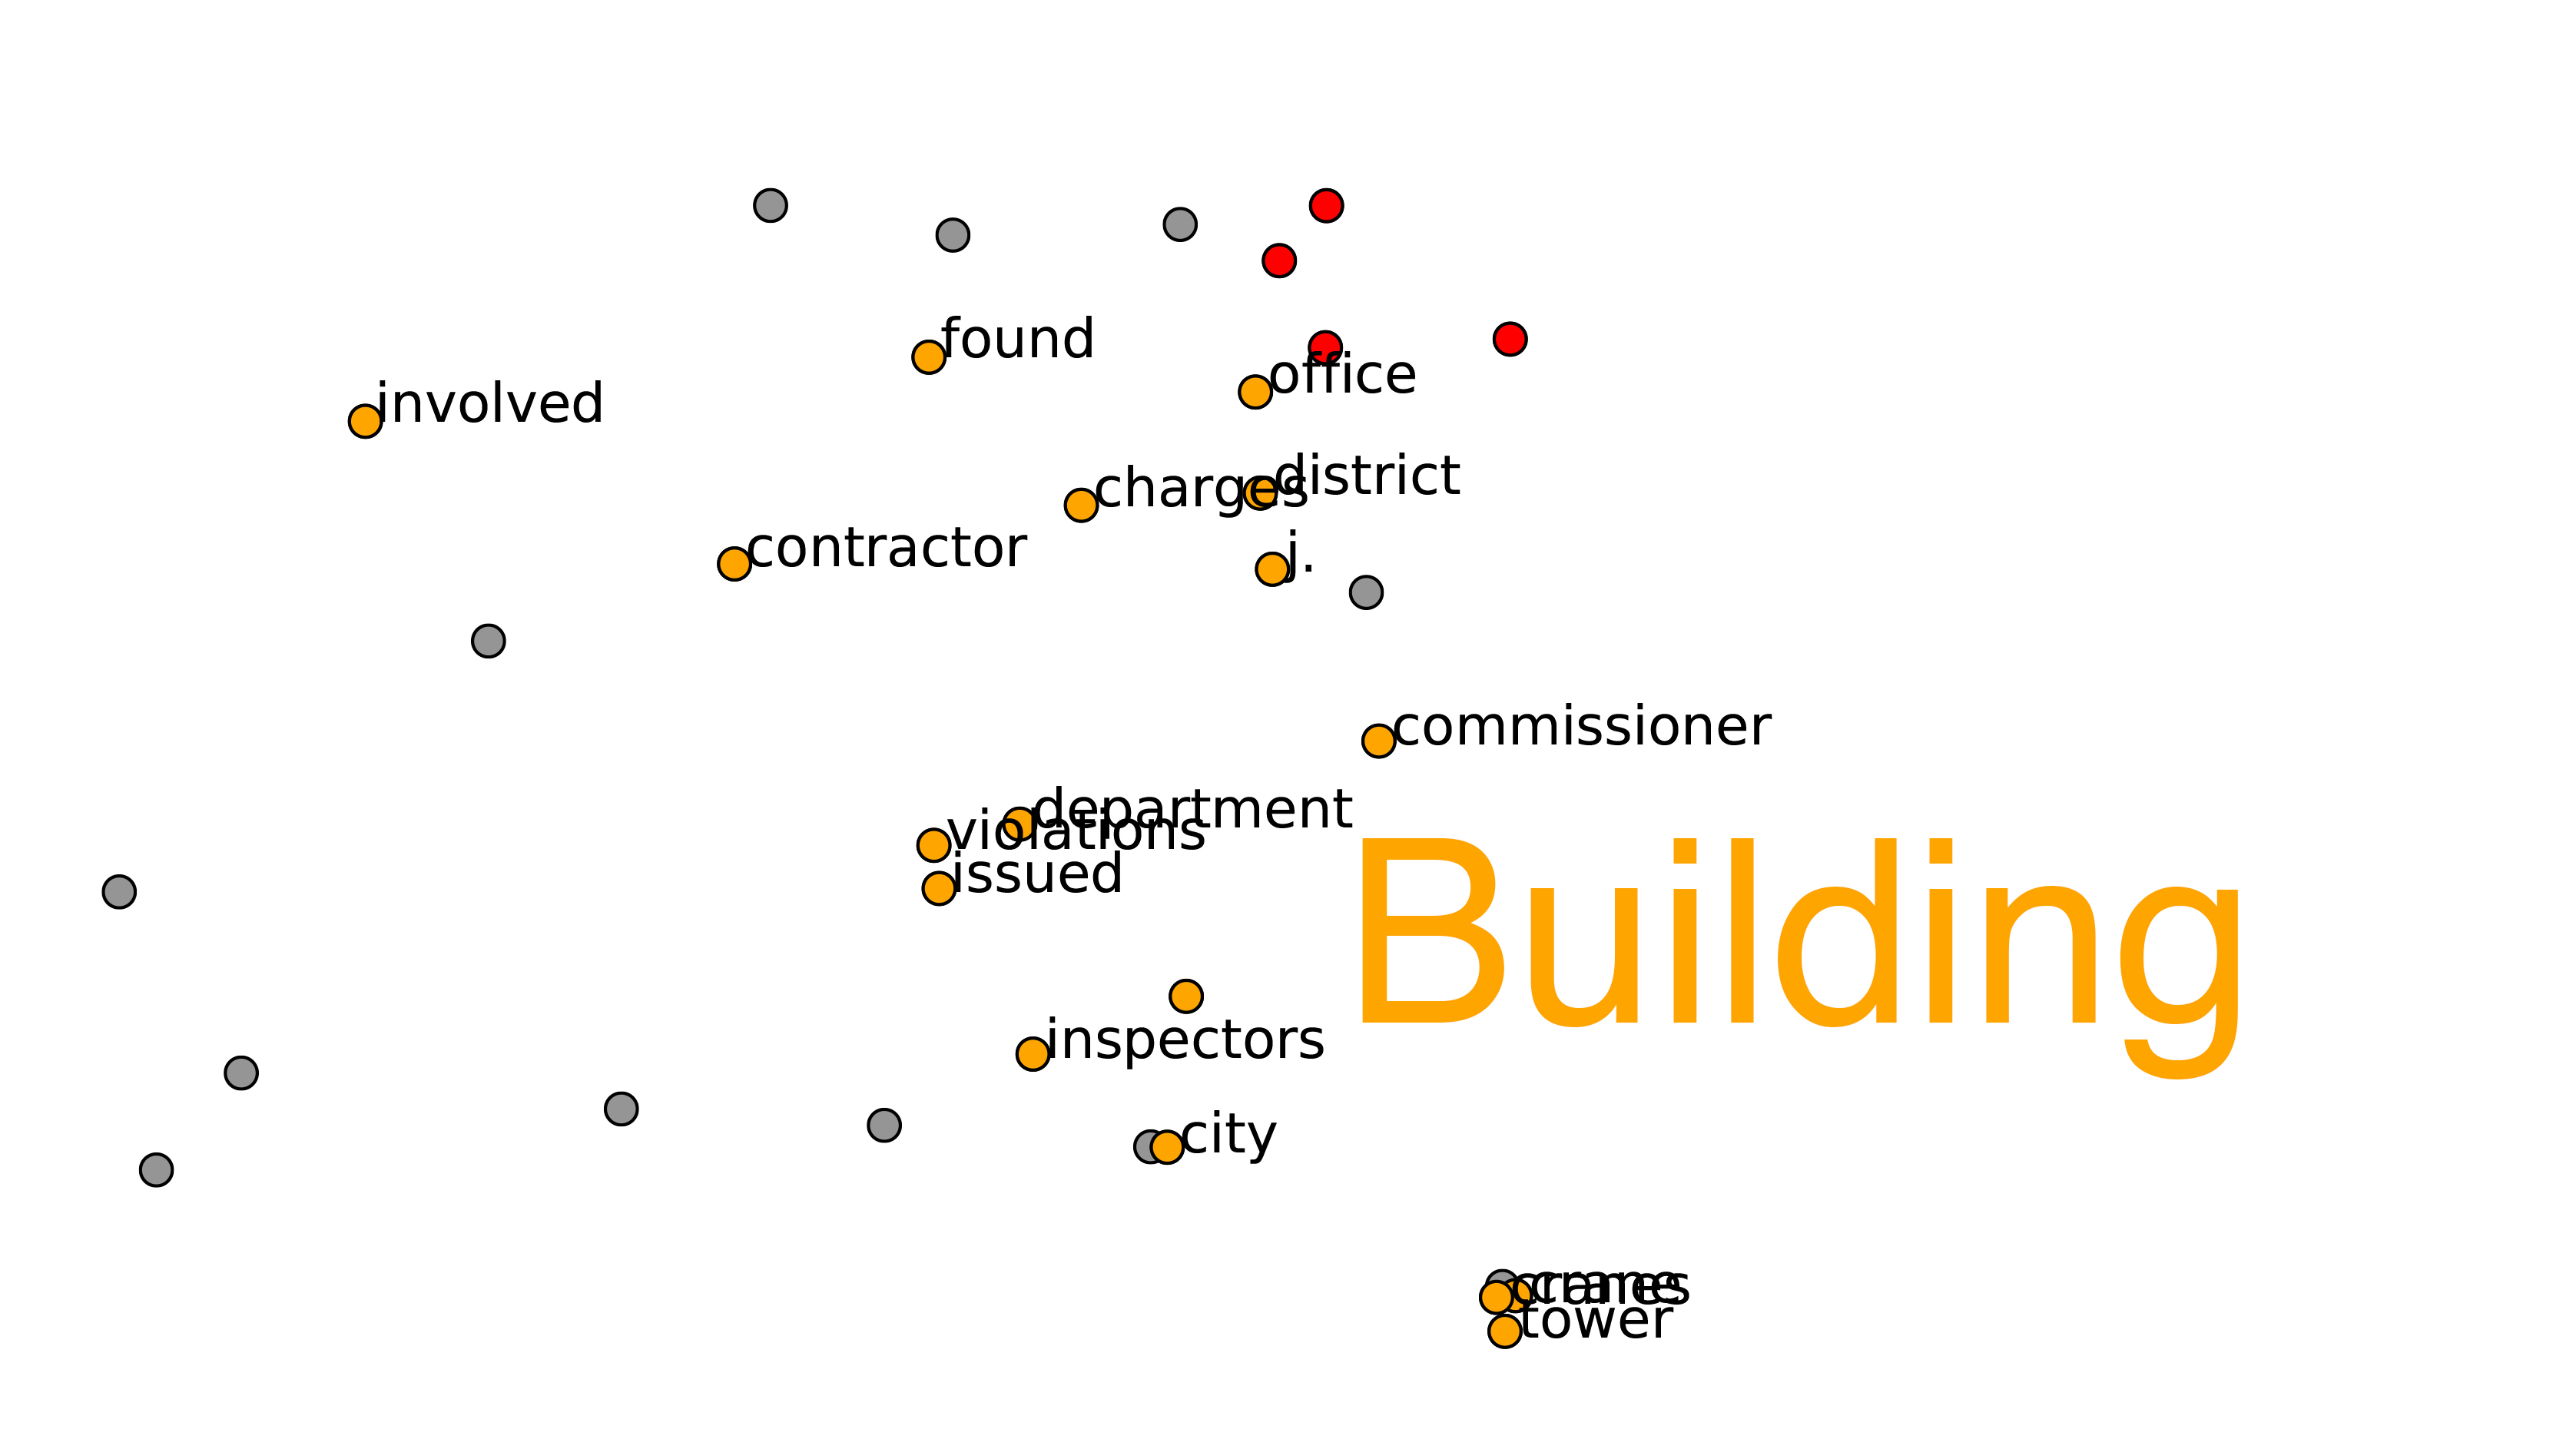 found
office
involved
district
charges
j.
contractor
commissioner
department
violations
issued
Building
inspectors
city
crane
cranes
tower